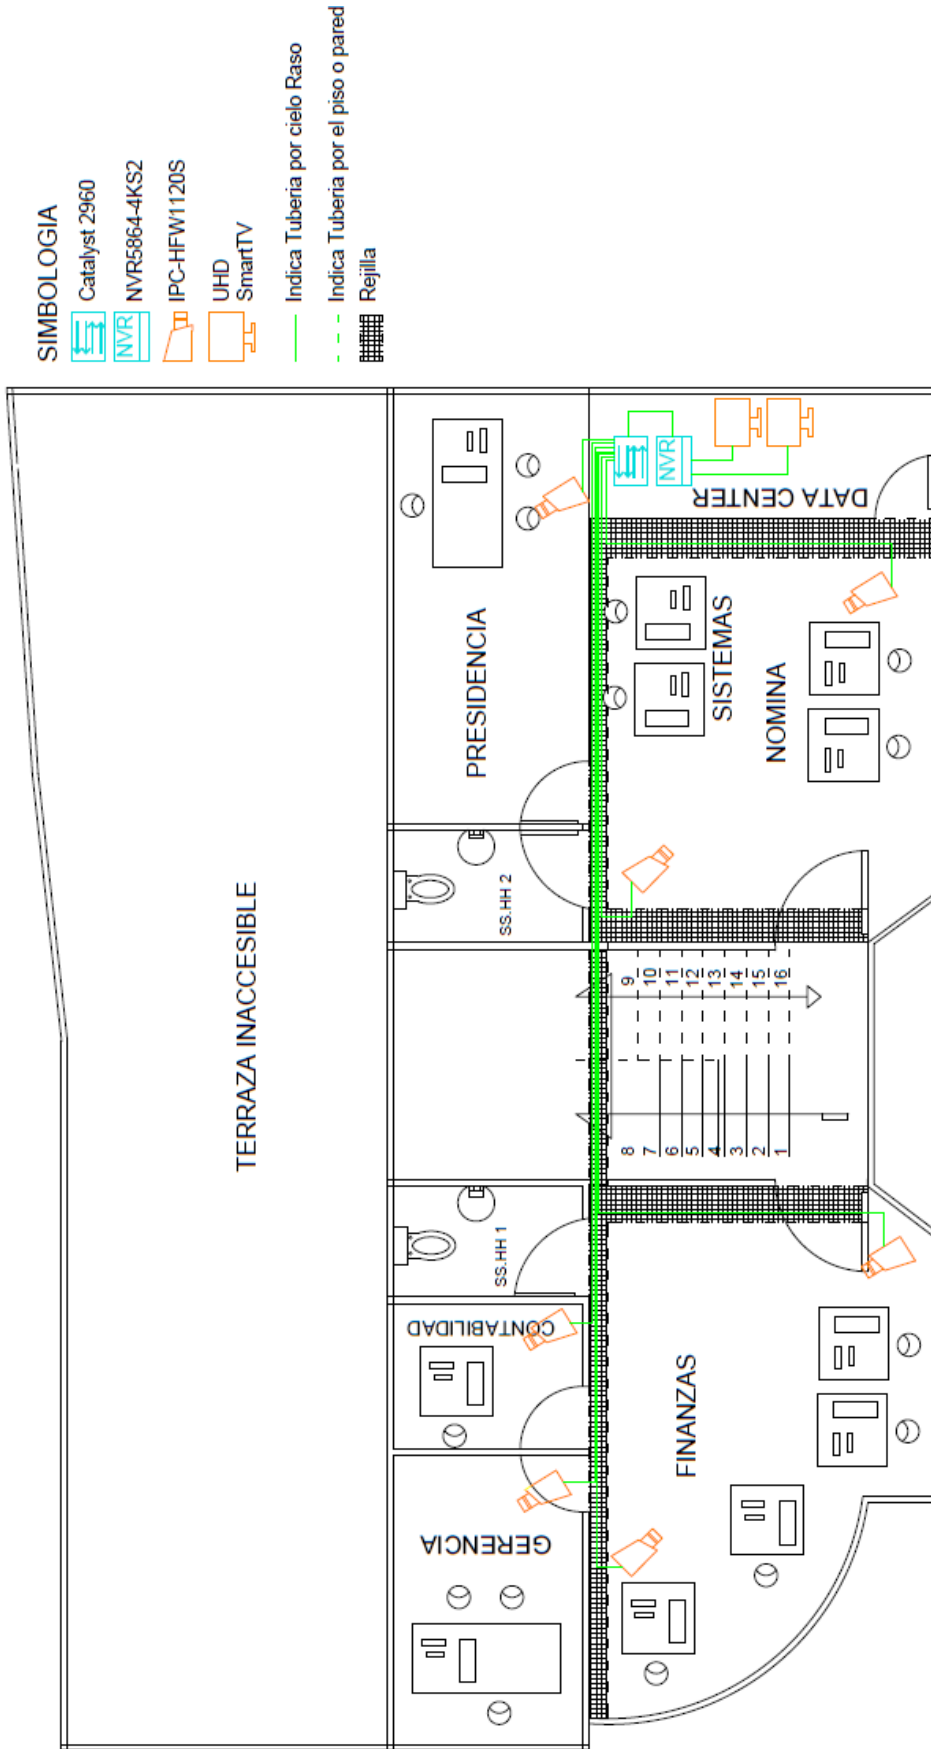 SIMBOLOGIA
Catalyst 2960
NVR
NVR5864-4KS2
IPC-HFW1120S
UHD
SmartTV
Indica Tuberia por cielo Raso
Indica Tuberia por el piso o pared
Rejilla
TERRAZA INACCESIBLE
GERENCIA
CONTABILIDAD
SS.HH 1
SS.HH 2
PRESIDENCIA
FINANZAS
8
7
6
5
4
3
2
1
9
10
11
12
13
14
15
16
SISTEMAS
NOMINA
NVR
DATA CENTER